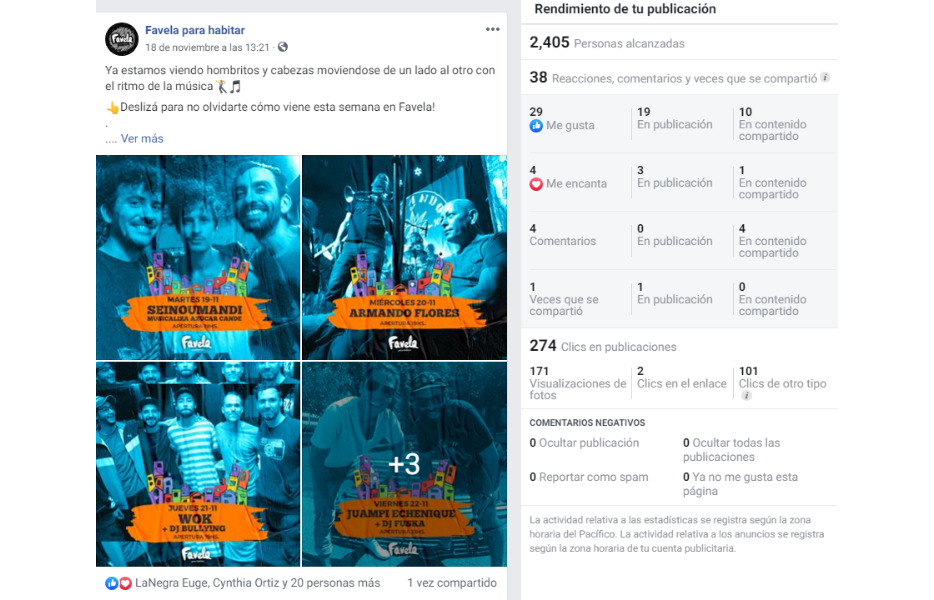 Favela para habitar
18 de noviembre a las 13:21 ·
Ya estamos viendo hombritos y cabezas moviendose de un lado al otro con
el ritmo de la música
Deslizá para no olvidarte cómo viene esta semana en Favela!
.
.... Ver más
MARTES 19-11
SEINOUMANDI
MUSICALIZA AZUCAR CANDE
APERTURA 19HS.
Favela
MIÉRCOLES 20-11
ARMANDO FLORES
APERTURA 19HS.
Favela
JUEVES 21-11
WOK
+ DJ BULLYING
APERTURA 19HS.
Favela
+3
VIERNES 22-11
JUAMPI ECHENIQUE
+ DJ FUSKA
Favela
LaNegra Euge, Cynthia Ortiz y 20 personas más 1 vez compartido
Rendimiento de tu publicación
2,405 Personas alcanzadas
38 Reacciones, comentarios y veces que se compartió
29 19 10
Me gusta En publicación En contenido
compartido
4 3 1
Me encanta En publicación En contenido
compartido
4 0 4
Comentarios En publicación En contenido
compartido
1 1 0
Veces que se En publicación En contenido
compartió compartido
274 Clics en publicaciones
171 2 101
Visualizaciones de Clics en el enlace Clics de otro tipo
fotos
COMENTARIOS NEGATIVOS
0 Ocultar publicación 0 Ocultar todas las
publicaciones
0 Reportar como spam 0 Ya no me gusta esta
página
La actividad relativa a las estadísticas se registra según la zona
horaria del Pacífico. La actividad relativa a los anuncios se registra
según la zona horaria de tu cuenta publicitaria.